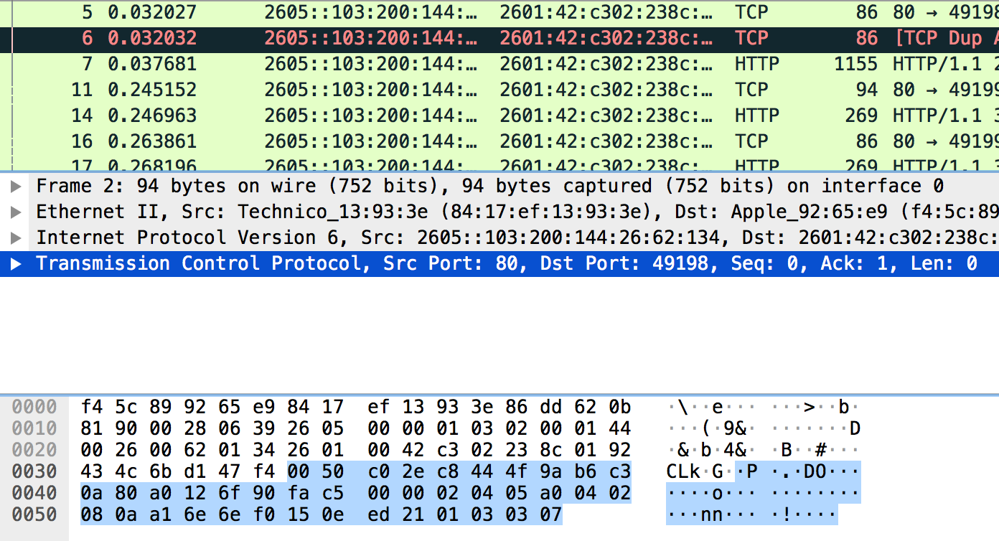 5 0.032027 2605::103:200:144:… 2601:42:c302:238c:… TCP 86 80 → 49198
6 0.032032 2605::103:200:144:… 2601:42:c302:238c:… TCP 86 [TCP Dup A
7 0.037681 2605::103:200:144:… 2601:42:c302:238c:… HTTP 1155 HTTP/1.1 2
11 0.245152 2605::103:200:144:… 2601:42:c302:238c:… TCP 94 80 → 49199
14 0.246963 2605::103:200:144:… 2601:42:c302:238c:… HTTP 269 HTTP/1.1 3
16 0.263861 2605::103:200:144:… 2601:42:c302:238c:… TCP 86 80 → 49199
17 0.268196 2605::103:200:144:… 2601:42:c302:238c:… HTTP 269 HTTP/1.1 3
Frame 2: 94 bytes on wire (752 bits), 94 bytes captured (752 bits) on interface 0
Ethernet II, Src: Technico_13:93:3e (84:17:ef:13:93:3e), Dst: Apple_92:65:e9 (f4:5c:89
Internet Protocol Version 6, Src: 2605::103:200:144:26:62:134, Dst: 2601:42:c302:238c:
Transmission Control Protocol, Src Port: 80, Dst Port: 49198, Seq: 0, Ack: 1, Len: 0
0000 f4 5c 89 92 65 e9 84 17 ef 13 93 3e 86 dd 62 0b ·\··e··· ···>··b·
0010 81 90 00 28 06 39 26 05 00 00 01 03 02 00 01 44 ···(·9&· ·······D
0020 00 26 00 62 01 34 26 01 00 42 c3 02 23 8c 01 92 ·&·b·4&· ·B··#···
0030 43 4c 6b d1 47 f4 00 50 c0 2e c8 44 4f 9a b6 c3 CLk·G··P ·.·DO···
0040 0a 80 a0 12 6f 90 fa c5 00 00 02 04 05 a0 04 02 ····o··· ········
0050 08 0a a1 6e 6e f0 15 0e ed 21 01 03 03 07 ···nn··· ·!····